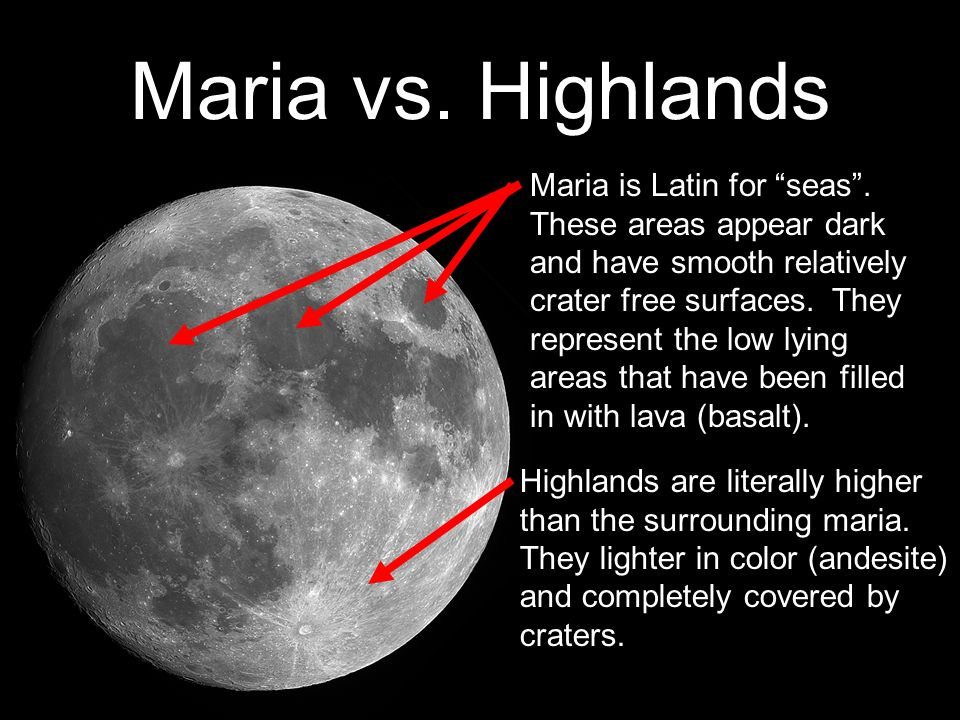 Maria vs. Highlands
Maria is Latin for “seas”.
These areas appear dark
and have smooth relatively
crater free surfaces.  They
represent the low lying
areas that have been filled
in with lava (basalt).
Highlands are literally higher
than the surrounding maria.
They lighter in color (andesite)
and completely covered by
craters.